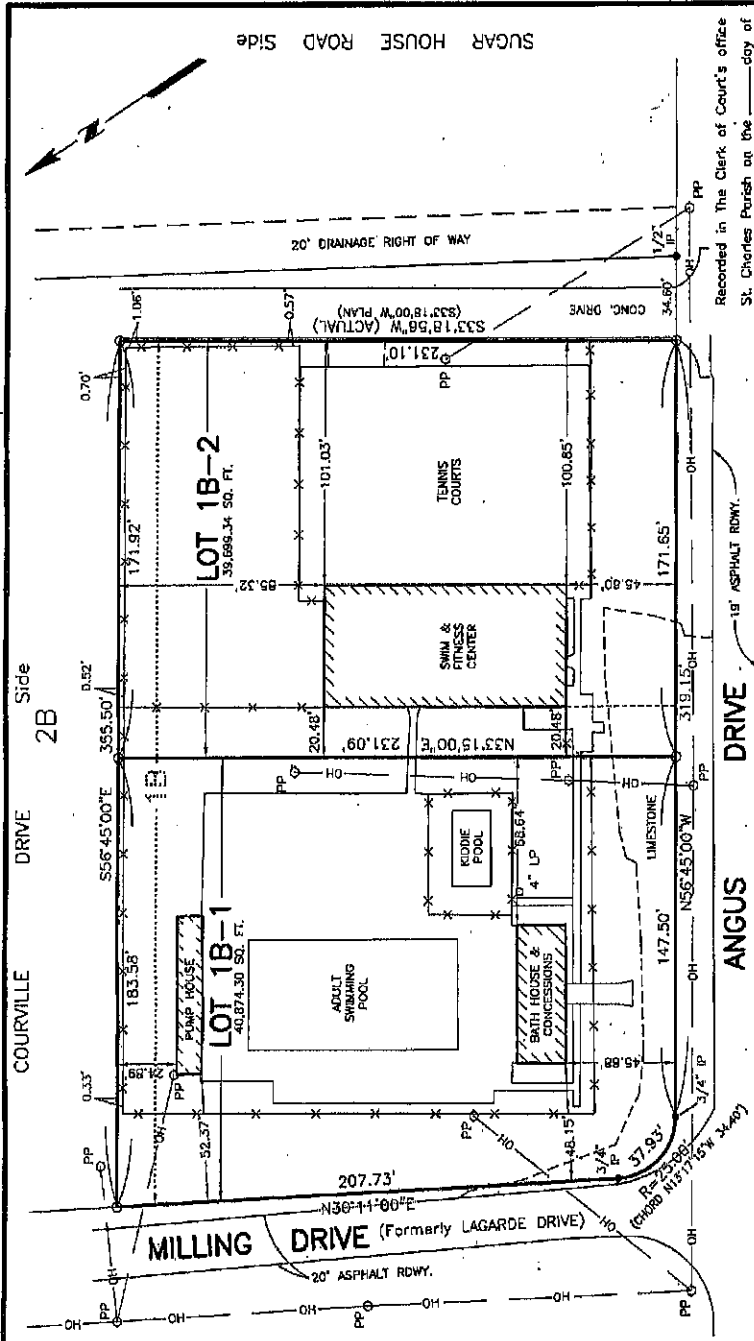 SUGAR HOUSE ROAD Side
COURVILLE DRIVE Side
2B
20' DRAINAGE RIGHT OF WAY
S56°45'00"E 355.50'
183.58'
171.92'
0.33'
0.52'
0.70'
1.06'
0.57'
LOT 1B-1
40,874.30 SQ. FT.
LOT 1B-2
39,699.34 SQ. FT.
S33°18'58"W (ACTUAL)
(S33°18'00"W PLAN)
231.10'
CONC. DRIVE
34.60'
1/2" IP
PP
OH
101.03'
100.85'
85.32'
45.80'
TENNIS
COURTS
SWIM &
FITNESS
CENTER
20.48'
20.48'
N33°15'00"E
231.09'
PUMP HOUSE
ADULT
SWIMMING
POOL
KIDDIE
POOL
58.64
4" LP
BATH HOUSE &
CONCESSIONS
45.88'
48.15'
52.37'
LIMESTONE
147.50'
171.65'
N56°45'00"W 319.15'
3/4" IP
3/4" IP
37.93'
R=25.00'
(CHORD N13°17'15"W 34.40')
207.73'
N30°11'00"E
MILLING DRIVE (Formerly LAGARDE DRIVE)
20' ASPHALT RDWY.
19' ASPHALT RDWY.
ANGUS DRIVE
Recorded in The Clerk of Court's office
St. Charles Parish on the day of